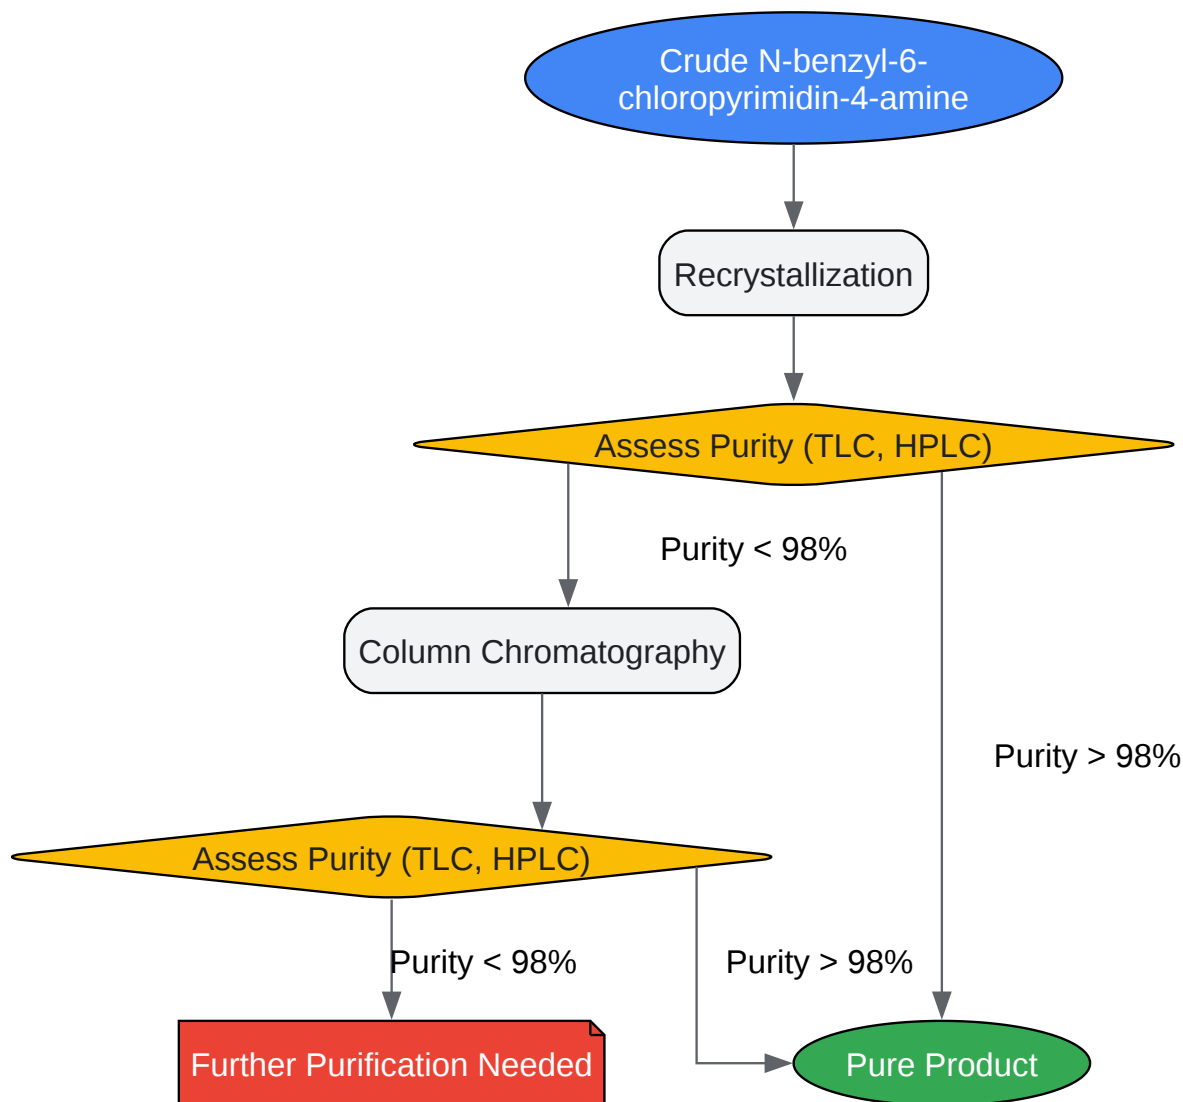 Crude N-benzyl-6-
chloropyrimidin-4-amine
Recrystallization
Assess Purity (TLC, HPLC)
Purity < 98%
Column Chromatography
Purity > 98%
Assess Purity (TLC, HPLC)
Purity < 98%
Purity > 98%
Further Purification Needed
Pure Product